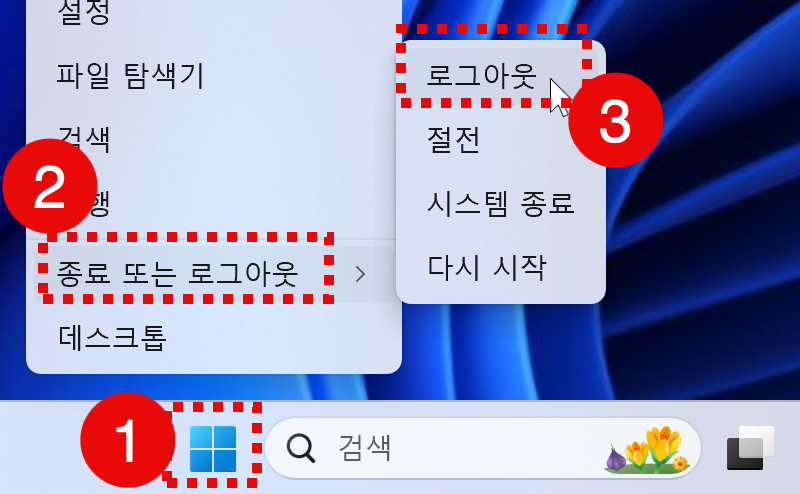 설정
파일 탐색기
검색
행
종료 또는 로그아웃
데스크톱
로그아웃
절전
시스템 종료
다시 시작
검색
1
2
3